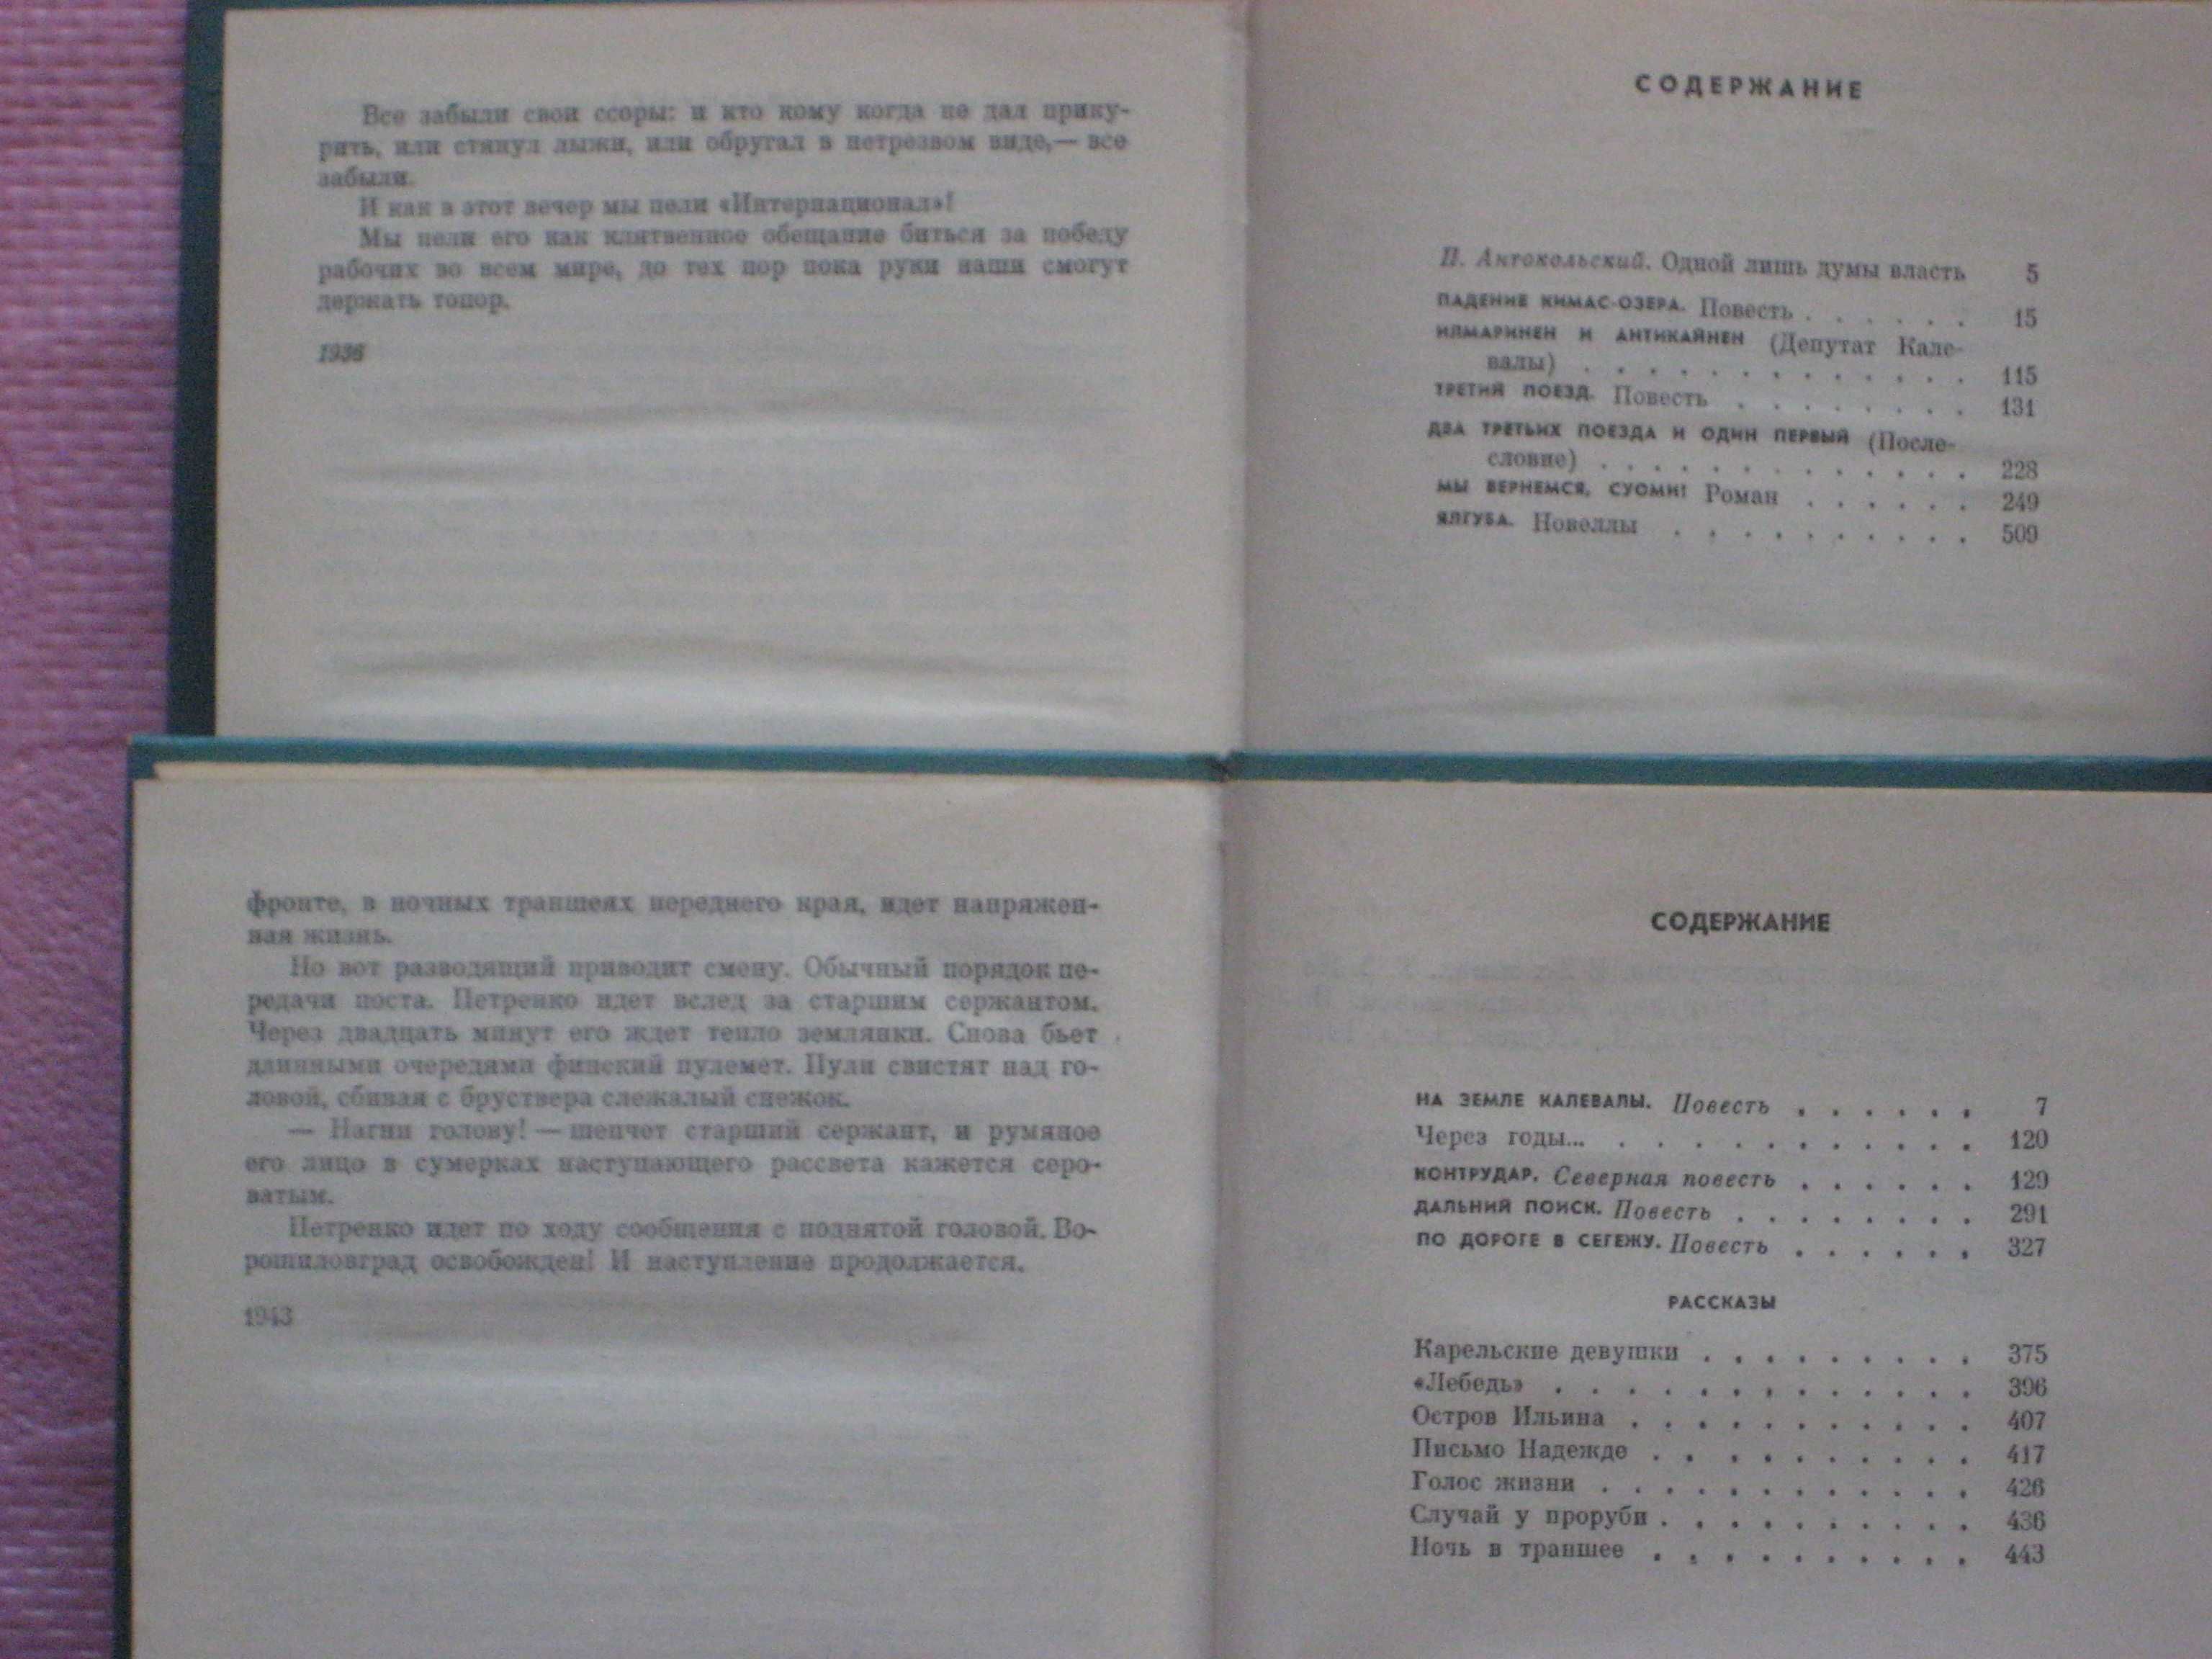 Все забыли свои ссоры: и кто кому когда не дал прику-
рить, или стянул лыжи, или обругал в нетрезвом виде,— все
забыли.
И как в этот вечер мы пели «Интернационал»!
Мы пели его как клятвенное обещание биться за победу
рабочих во всем мире, до тех пор пока руки наши смогут
держать топор.
1936
СОДЕРЖАНИЕ
П. Антокольский. Одной лишь думы власть 5
ПАДЕНИЕ КИМАС-ОЗЕРА. Повесть . . . . . . 15
ИЛМАРИНЕН И АНТИКАЙНЕН (Депутат Кале-
валы) . . . . . . . . . . . . . 115
ТРЕТИЙ ПОЕЗД. Повесть . . . . . . . . 131
ДВА ТРЕТЬИХ ПОЕЗДА И ОДИН ПЕРВЫЙ (После-
словие) . . . . . . . . . . . . . 228
МЫ ВЕРНЕМСЯ, СУОМИ! Роман . . . . . . 249
ЯЛГУБА. Новеллы . . . . . . . . . . 509
фронте, в ночных траншеях переднего края, идет напряжен-
ная жизнь.
Но вот разводящий приводит смену. Обычный порядок пе-
редачи поста. Петренко идет вслед за старшим сержантом.
Через двадцать минут его ждет тепло землянки. Снова бьет
длинными очередями финский пулемет. Пули свистят над го-
ловой, сбивая с бруствера слежалый снежок.
— Нагни голову! — шепчет старший сержант, и румяное
его лицо в сумерках наступающего рассвета кажется серо-
ватым.
Петренко идет по ходу сообщения с поднятой головой. Во-
рошиловград освобожден! И наступление продолжается.
1943
СОДЕРЖАНИЕ
НА ЗЕМЛЕ КАЛЕВАЛЫ. Повесть . . . . . . 7
Через годы... . . . . . . . . . . . . 120
КОНТРУДАР. Северная повесть . . . . . . 129
ДАЛЬНИЙ ПОИСК. Повесть . . . . . . . . 291
ПО ДОРОГЕ В СЕГЕЖУ. Повесть . . . . . . 327
РАССКАЗЫ
Карельские девушки . . . . . . . . . 375
«Лебедь» . . . . . . . . . . . . . 396
Остров Ильина . . . . . . . . . . . 407
Письмо Надежде . . . . . . . . . . 417
Голос жизни . . . . . . . . . . . . 426
Случай у проруби . . . . . . . . . . 436
Ночь в траншее . . . . . . . . . . 443